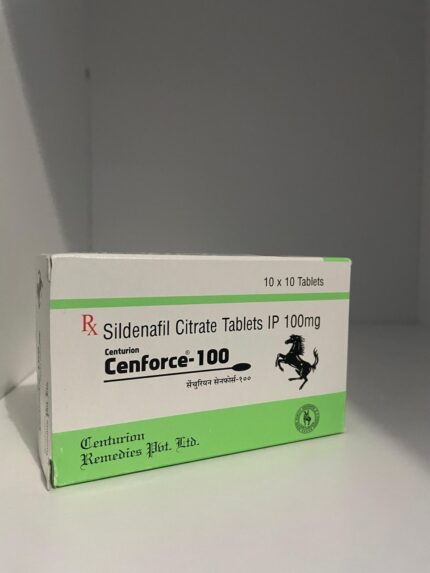 10 x 10 Tablets
Rx Sildenafil Citrate Tablets IP 100mg
Centurion
Cenforce®-100
सेंचुरियन सेनफोर्स-१००
Centurion
Remedies Pvt. Ltd.